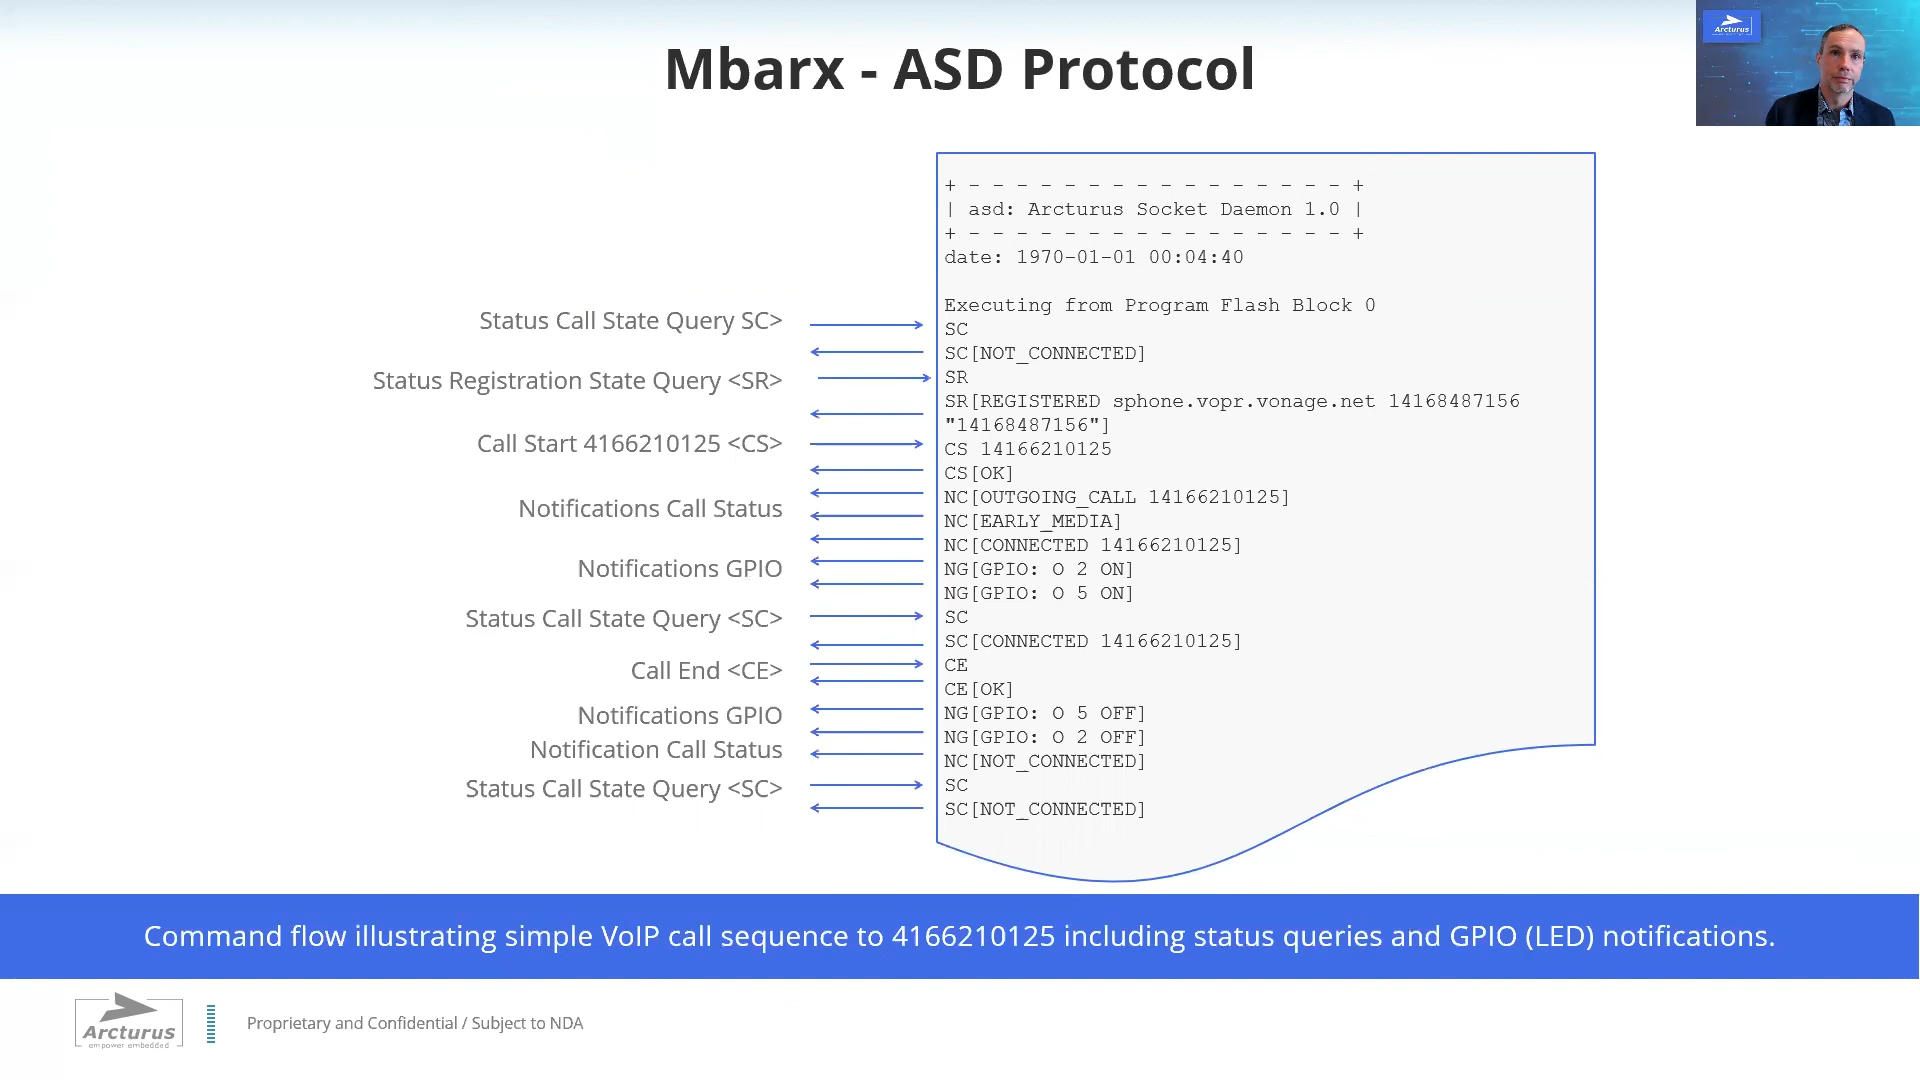 Mbarx - ASD Protocol
Arcturus
+ - - - - - - - - - - - - - - - - +
| asd: Arcturus Socket Daemon 1.0 |
+ - - - - - - - - - - - - - - - - +
date: 1970-01-01 00:04:40
Executing from Program Flash Block 0
SC
SC[NOT_CONNECTED]
SR
SR[REGISTERED sphone.vopr.vonage.net 14168487156
"14168487156"]
CS 14166210125
CS[OK]
NC[OUTGOING_CALL 14166210125]
NC[EARLY_MEDIA]
NC[CONNECTED 14166210125]
NG[GPIO: O 2 ON]
NG[GPIO: O 5 ON]
SC
SC[CONNECTED 14166210125]
CE
CE[OK]
NG[GPIO: O 5 OFF]
NG[GPIO: O 2 OFF]
NC[NOT_CONNECTED]
SC
SC[NOT_CONNECTED]
Status Call State Query SC>
Status Registration State Query <SR>
Call Start 4166210125 <CS>
Notifications Call Status
Notifications GPIO
Status Call State Query <SC>
Call End <CE>
Notifications GPIO
Notification Call Status
Status Call State Query <SC>
Command flow illustrating simple VoIP call sequence to 4166210125 including status queries and GPIO (LED) notifications.
Arcturus
empower embedded
Proprietary and Confidential / Subject to NDA